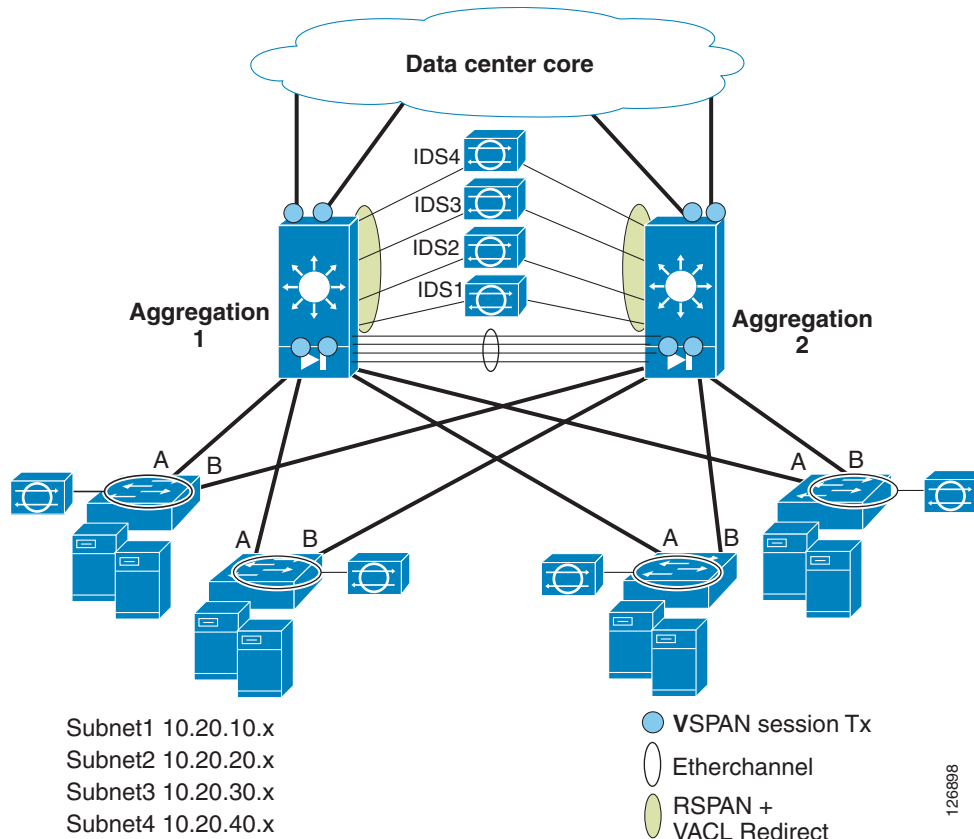 Data center core
IDS4
IDS3
IDS2
IDS1
Aggregation
1
Aggregation
2
A
B
A
B
A
B
A
B
Subnet1 10.20.10.x
Subnet2 10.20.20.x
Subnet3 10.20.30.x
Subnet4 10.20.40.x
VSPAN session Tx
Etherchannel
RSPAN +
VACL Redirect
126898